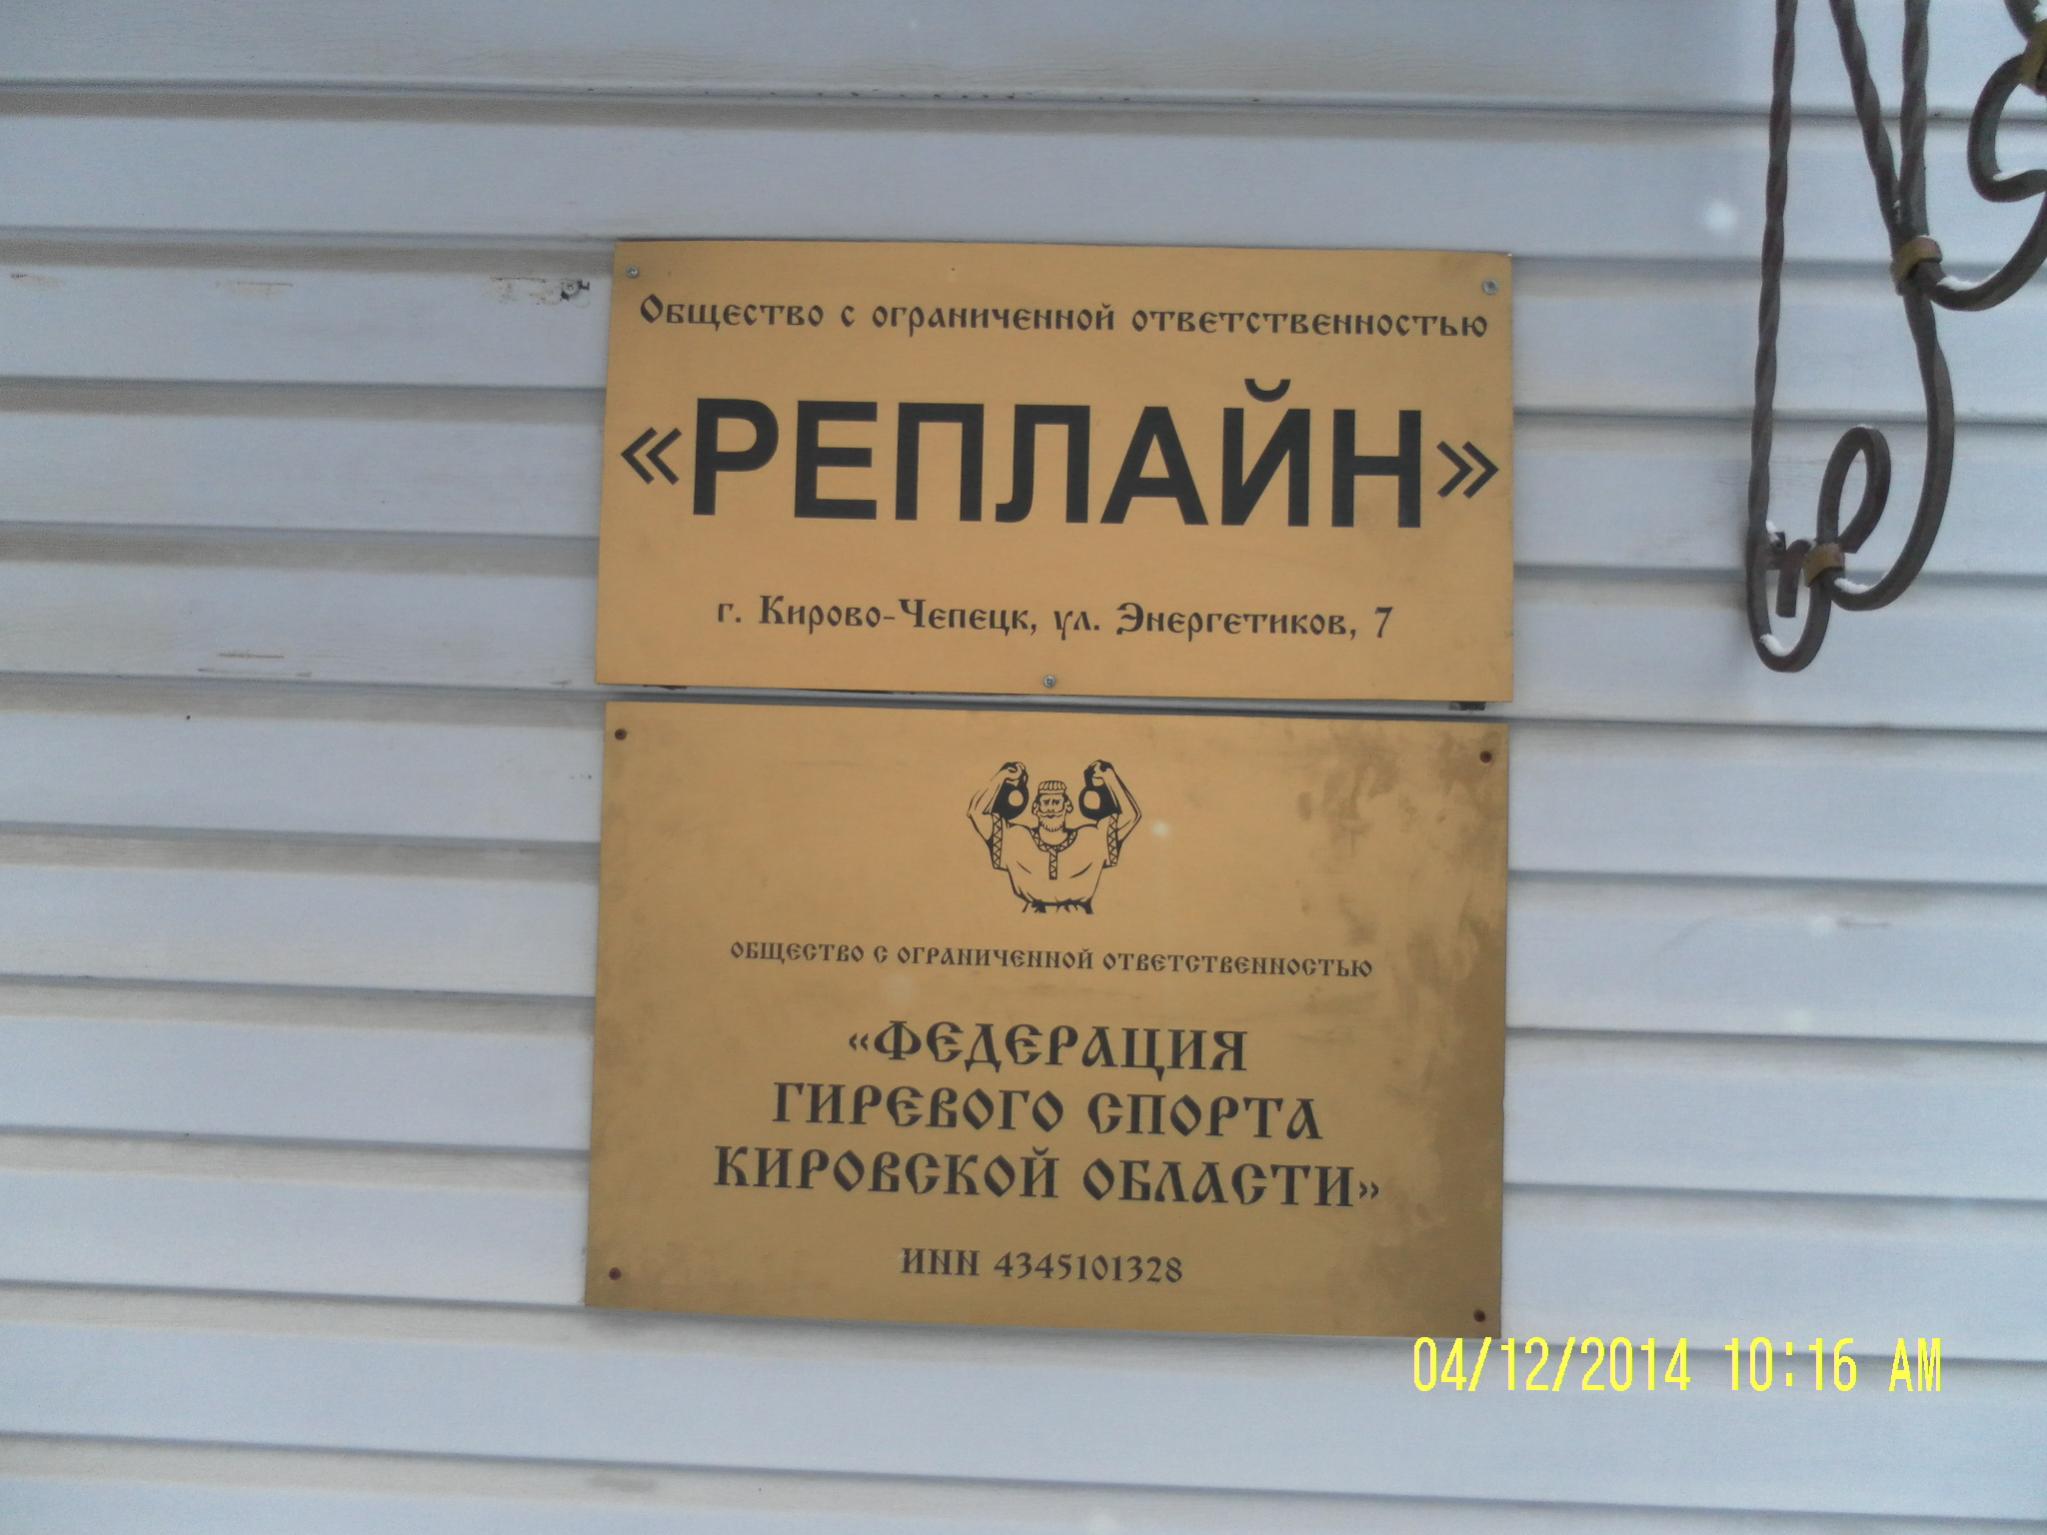 Общество с ограниченной ответственностью
«РЕПЛАЙН»
г. Кирово-Чепецк, ул. Энергетиков, 7
ОБЩЕСТВО С ОГРАНИЧЕННОЙ ОТВЕТСТВЕННОСТЬЮ
«ФЕДЕРАЦИЯ
ГИРЕВОГО СПОРТА
КИРОВСКОЙ ОБЛАСТИ»
ИНН 4345101328
04/12/2014 10:16 AM